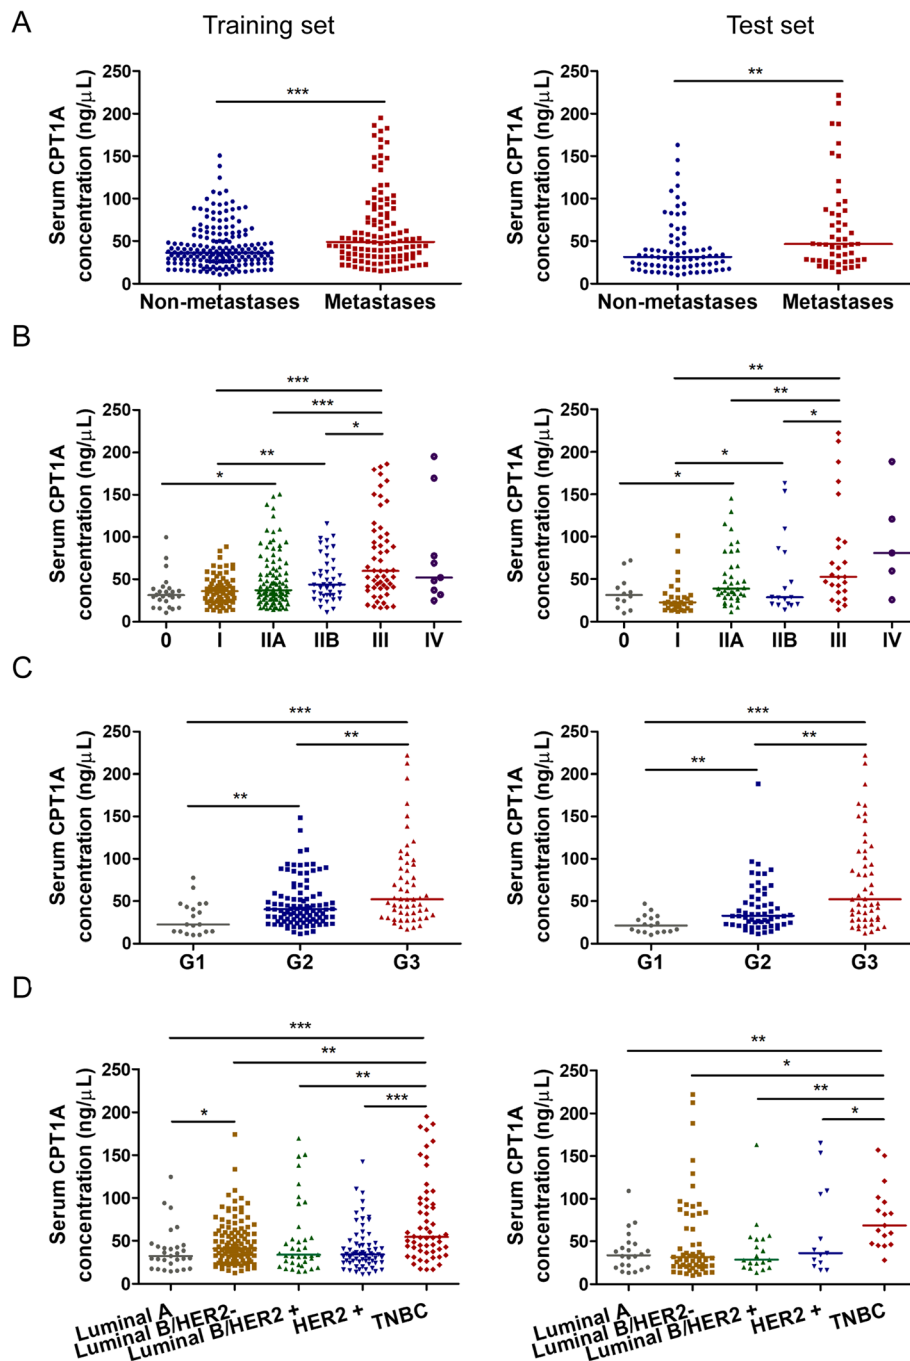 A
Training set
Test set
Serum CPT1A
concentration (ng/µL)
250
200
150
100
50
0
***
Non-metastases
Metastases
Serum CPT1A
concentration (ng/µL)
250
200
150
100
50
0
**
Non-metastases
Metastases
B
Serum CPT1A
concentration (ng/µL)
250
200
150
100
50
0
***
***
*
**
*
0 I IIA IIB III IV
Serum CPT1A
concentration (ng/µL)
250
200
150
100
50
0
**
**
*
*
*
0 I IIA IIB III IV
C
Serum CPT1A
concentration (ng/µL)
250
200
150
100
50
0
***
**
**
G1 G2 G3
Serum CPT1A
concentration (ng/µL)
250
200
150
100
50
0
***
**
**
G1 G2 G3
D
Serum CPT1A
concentration (ng/µL)
250
200
150
100
50
0
***
**
**
***
*
Luminal A
Luminal B/HER2-
Luminal B/HER2 +
HER2 +
TNBC
Serum CPT1A
concentration (ng/µL)
250
200
150
100
50
0
**
*
**
*
Luminal A
Luminal B/HER2-
Luminal B/HER2 +
HER2 +
TNBC